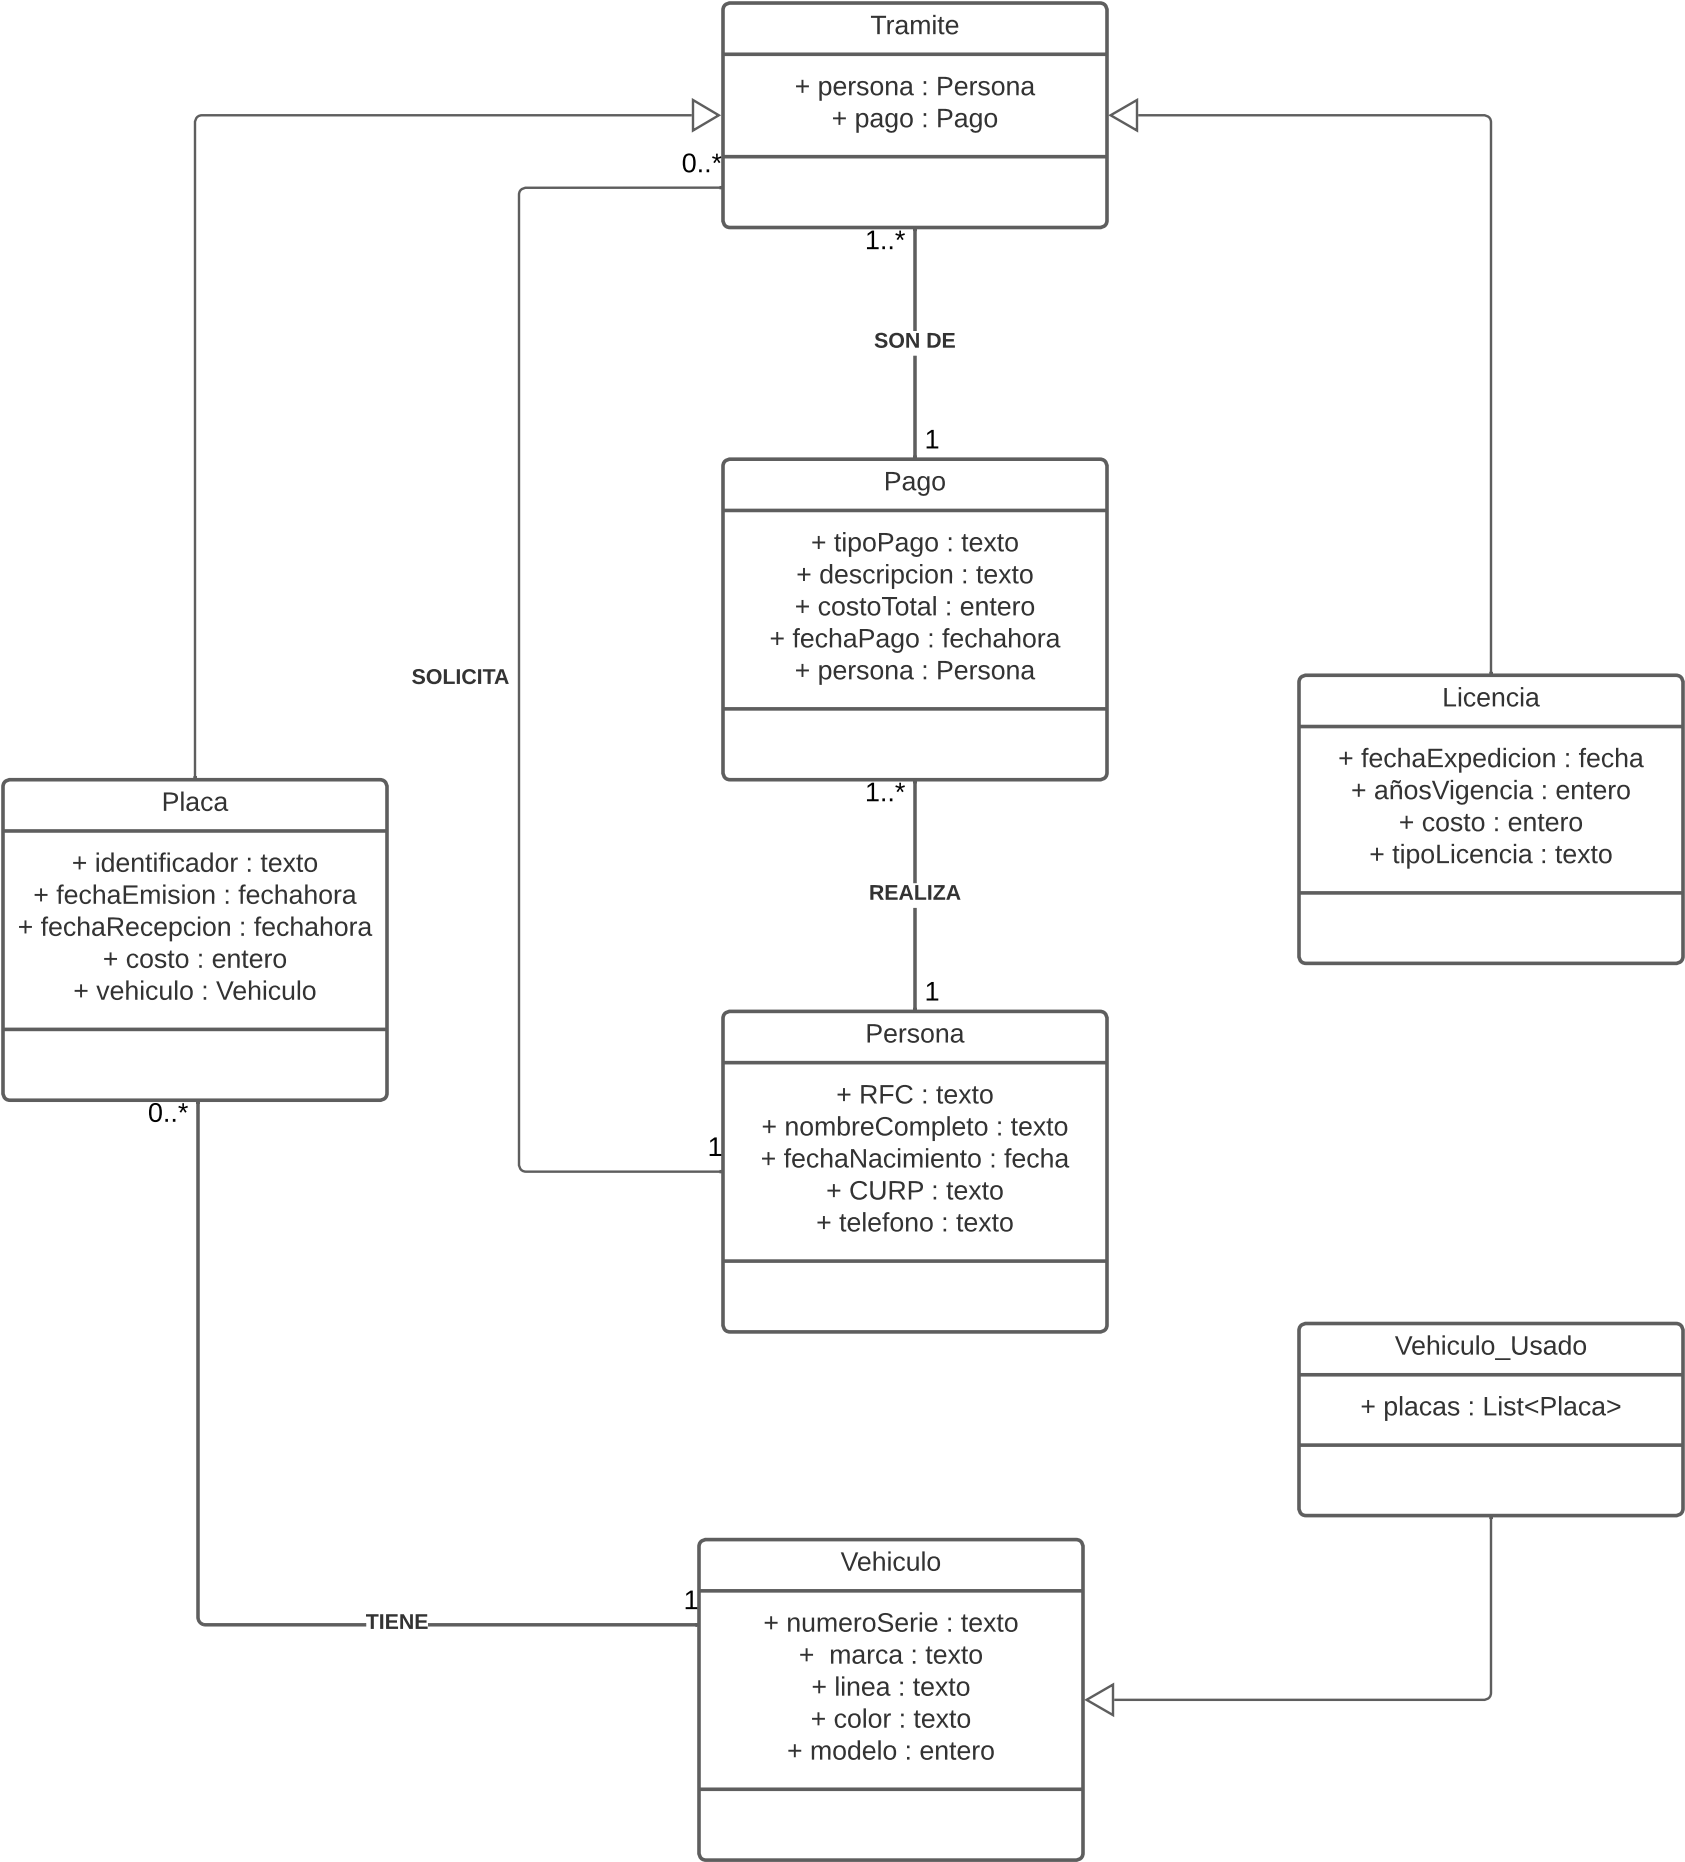 Tramite
+ persona : Persona
+ pago : Pago
0..*
1..*
SON DE
1
Pago
+ tipoPago : texto
+ descripcion : texto
+ costoTotal : entero
+ fechaPago : fechahora
+ persona : Persona
SOLICITA
Licencia
+ fechaExpedicion : fecha
+ añosVigencia : entero
+ costo : entero
+ tipoLicencia : texto
Placa
+ identificador : texto
+ fechaEmision : fechahora
+ fechaRecepcion : fechahora
+ costo : entero
+ vehiculo : Vehiculo
1..*
REALIZA
1
Persona
+ RFC : texto
+ nombreCompleto : texto
+ fechaNacimiento : fecha
+ CURP : texto
+ telefono : texto
0..*
1
Vehiculo_Usado
+ placas : List<Placa>
Vehiculo
+ numeroSerie : texto
+  marca : texto
+ linea : texto
+ color : texto
+ modelo : entero
1
TIENE